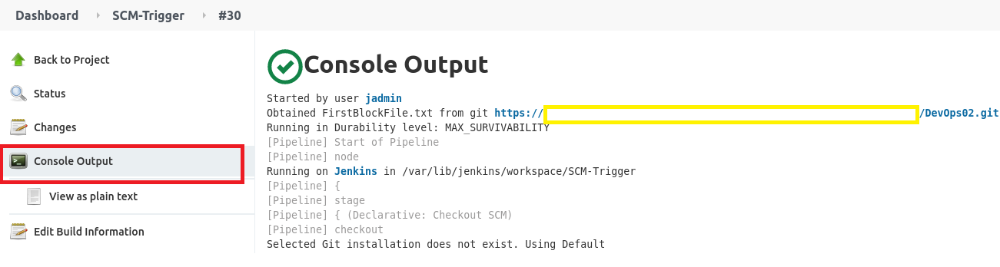 Dashboard SCM-Trigger #30
Back to Project
Status
Changes
Console Output
View as plain text
Edit Build Information
Console Output
Started by user jadmin
Obtained FirstBlockFile.txt from git https:// /DevOps02.git
Running in Durability level: MAX_SURVIVABILITY
[Pipeline] Start of Pipeline
[Pipeline] node
Running on Jenkins in /var/lib/jenkins/workspace/SCM-Trigger
[Pipeline] {
[Pipeline] stage
[Pipeline] { (Declarative: Checkout SCM)
[Pipeline] checkout
Selected Git installation does not exist. Using Default